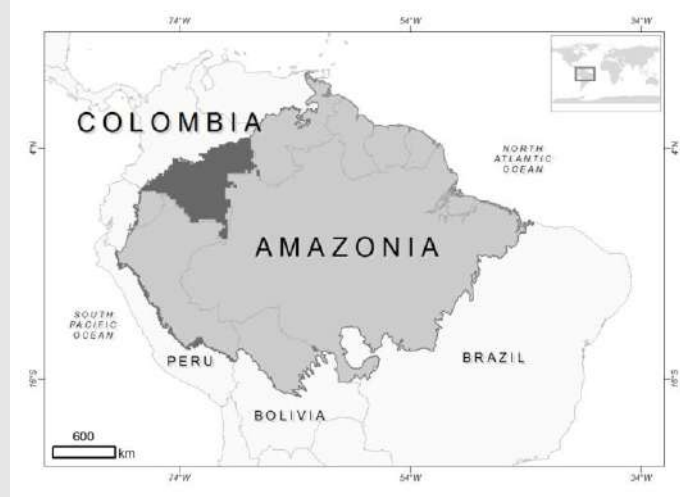 74°W 54°W 34°W
COLOMBIA
4°N 4°N
NORTH
ATLANTIC
OCEAN
AMAZONIA
SOUTH
PACIFIC
OCEAN
PERU
BRAZIL
16°S 16°S
BOLIVIA
600
km
74°W 54°W 34°W